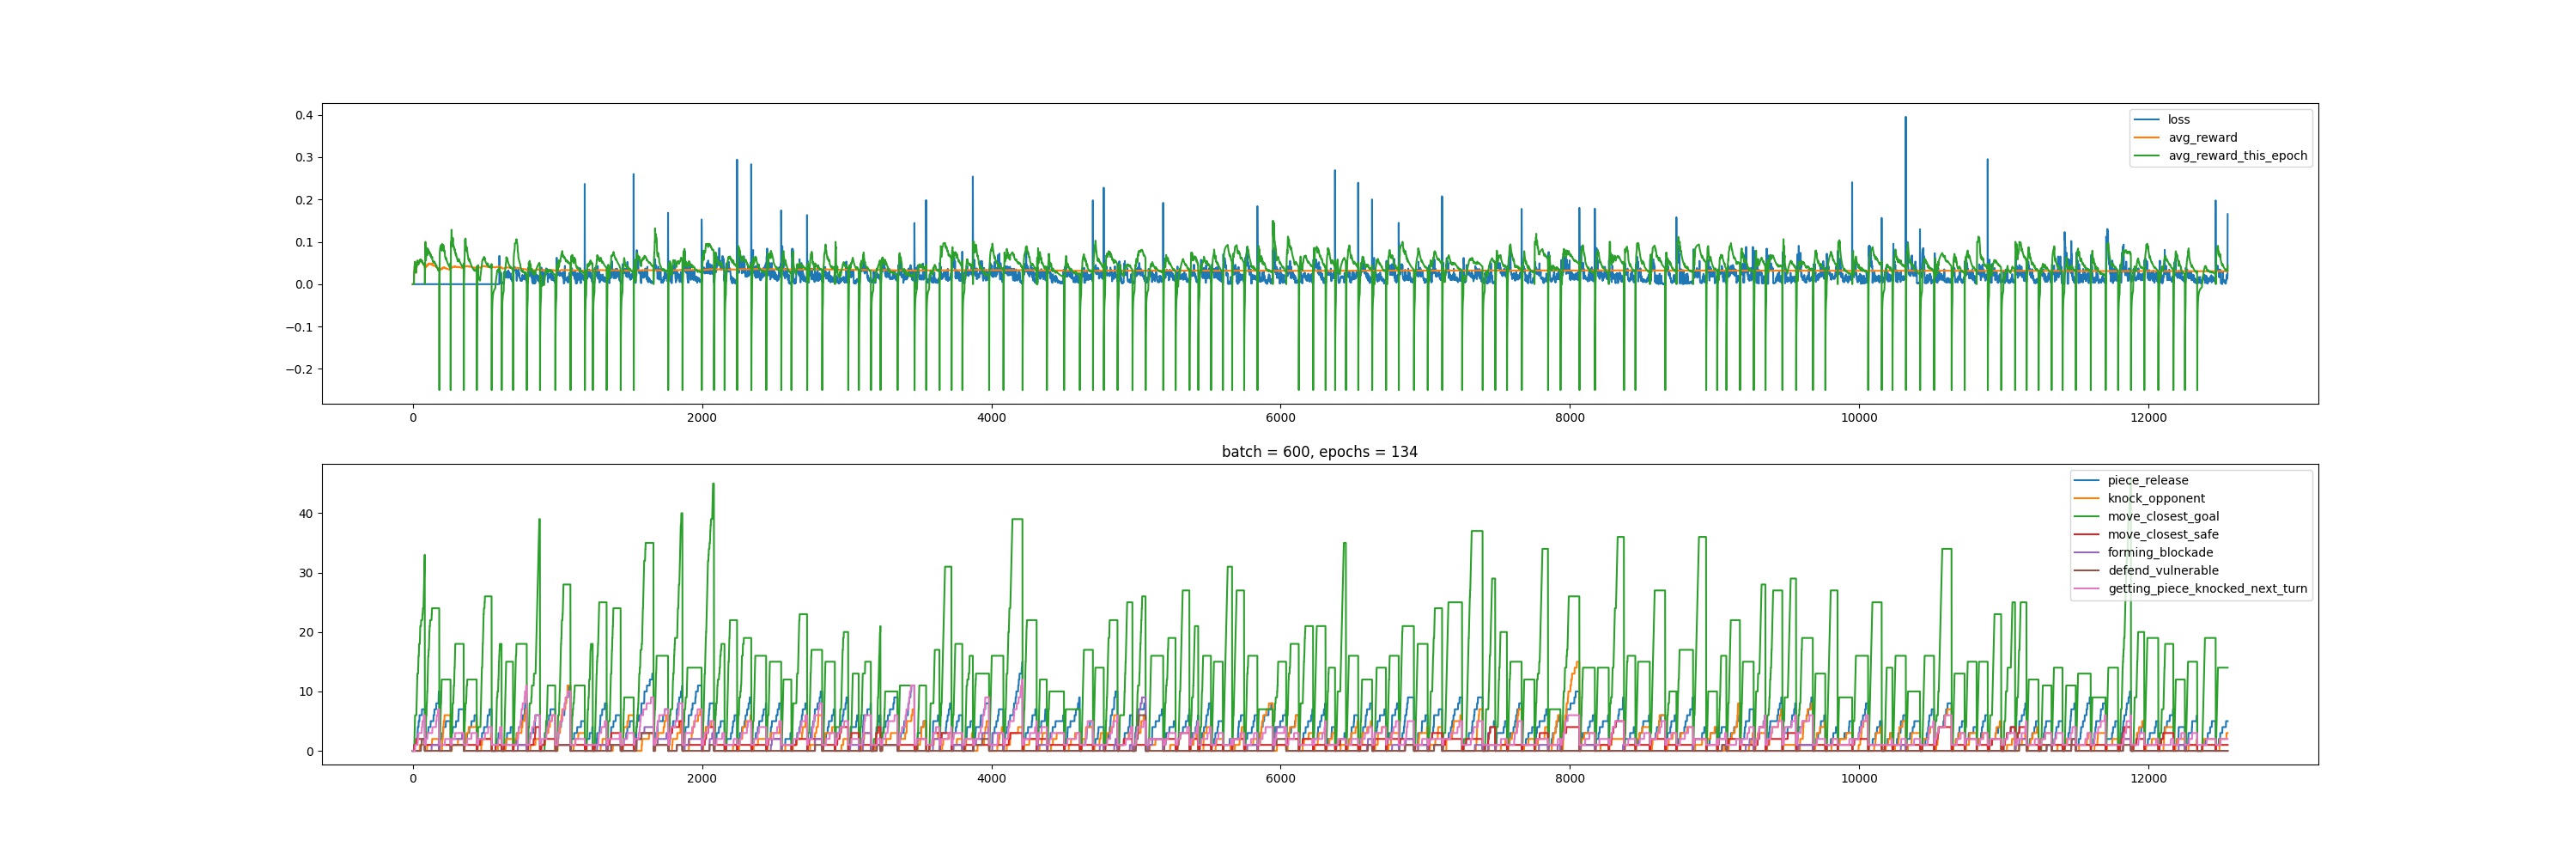 0.4
0.3
0.2
0.1
0.0
−0.1
−0.2
loss
avg_reward
avg_reward_this_epoch
0 2000 4000 6000 8000 10000 12000
batch = 600, epochs = 134
40
30
20
10
0
piece_release
knock_opponent
move_closest_goal
move_closest_safe
forming_blockade
defend_vulnerable
getting_piece_knocked_next_turn
0 2000 4000 6000 8000 10000 12000